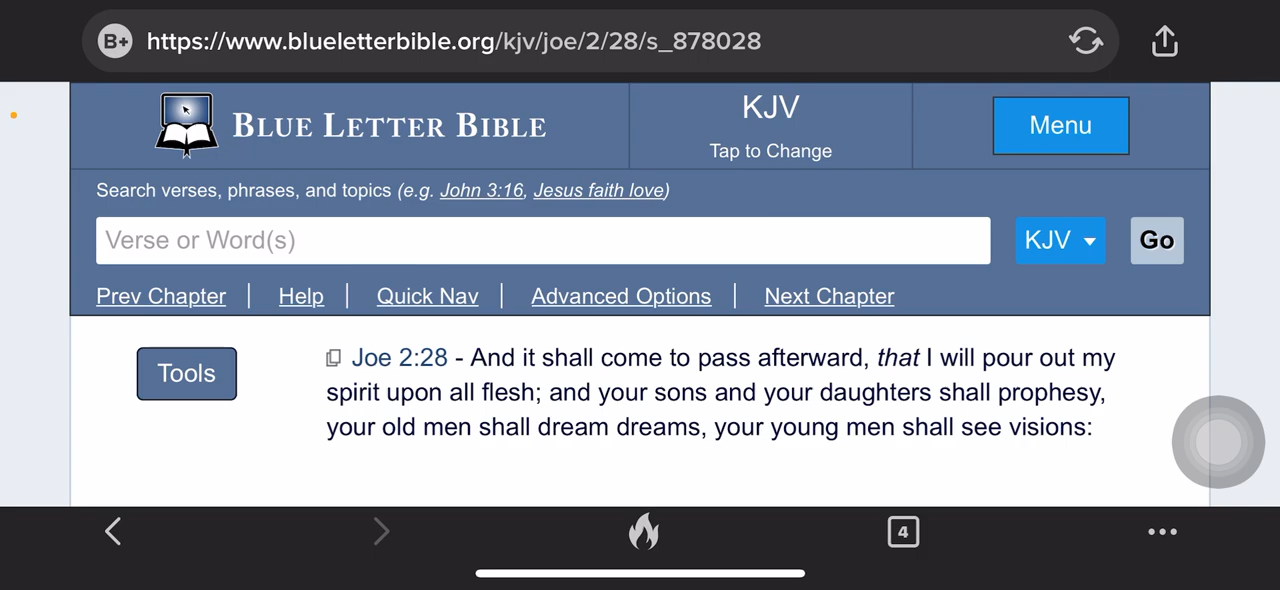 B+ https://www.blueletterbible.org/kjv/joe/2/28/s_878028
BLUE LETTER BIBLE
KJV
Tap to Change
Menu
Search verses, phrases, and topics (e.g. John 3:16, Jesus faith love)
Verse or Word(s)
KJV
Go
Prev Chapter | Help | Quick Nav | Advanced Options | Next Chapter
Tools
Joe 2:28 - And it shall come to pass afterward, that I will pour out my
spirit upon all flesh; and your sons and your daughters shall prophesy,
your old men shall dream dreams, your young men shall see visions:
4